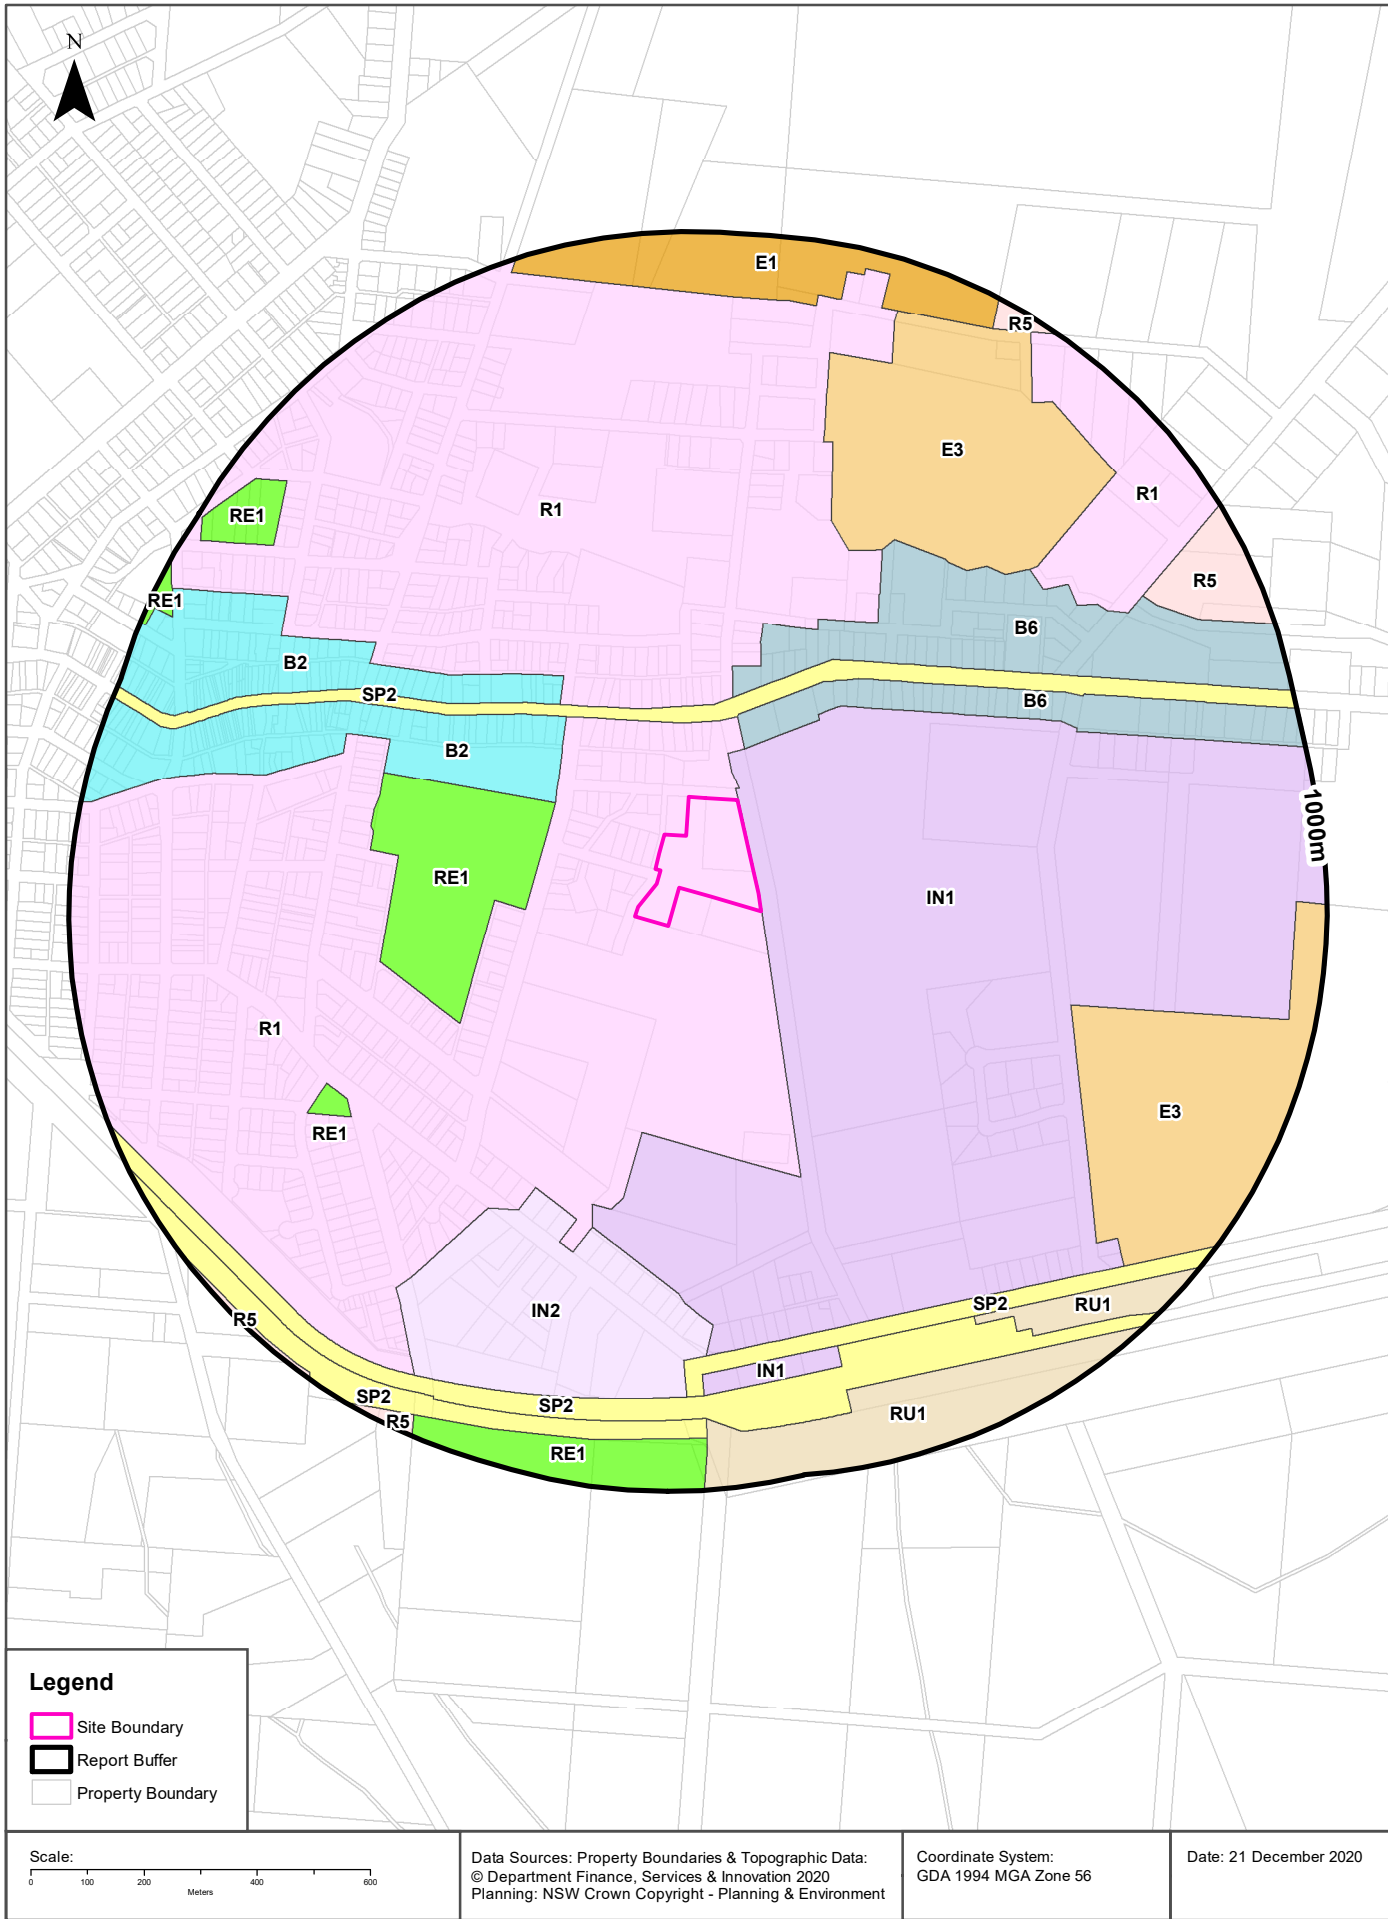 N
E1
R5
E3
R1
R1
RE1
R5
RE1
B6
B2
SP2
B6
B2
1000m
RE1
IN1
R1
E3
RE1
SP2
RU1
IN2
R5
IN1
SP2
SP2
RU1
R5
RE1
Legend
Site Boundary
Report Buffer
Property Boundary
Scale:
0 100 200 400 600
Meters
Data Sources: Property Boundaries & Topographic Data:
© Department Finance, Services & Innovation 2020
Planning: NSW Crown Copyright - Planning & Environment
Coordinate System:
GDA 1994 MGA Zone 56
Date: 21 December 2020